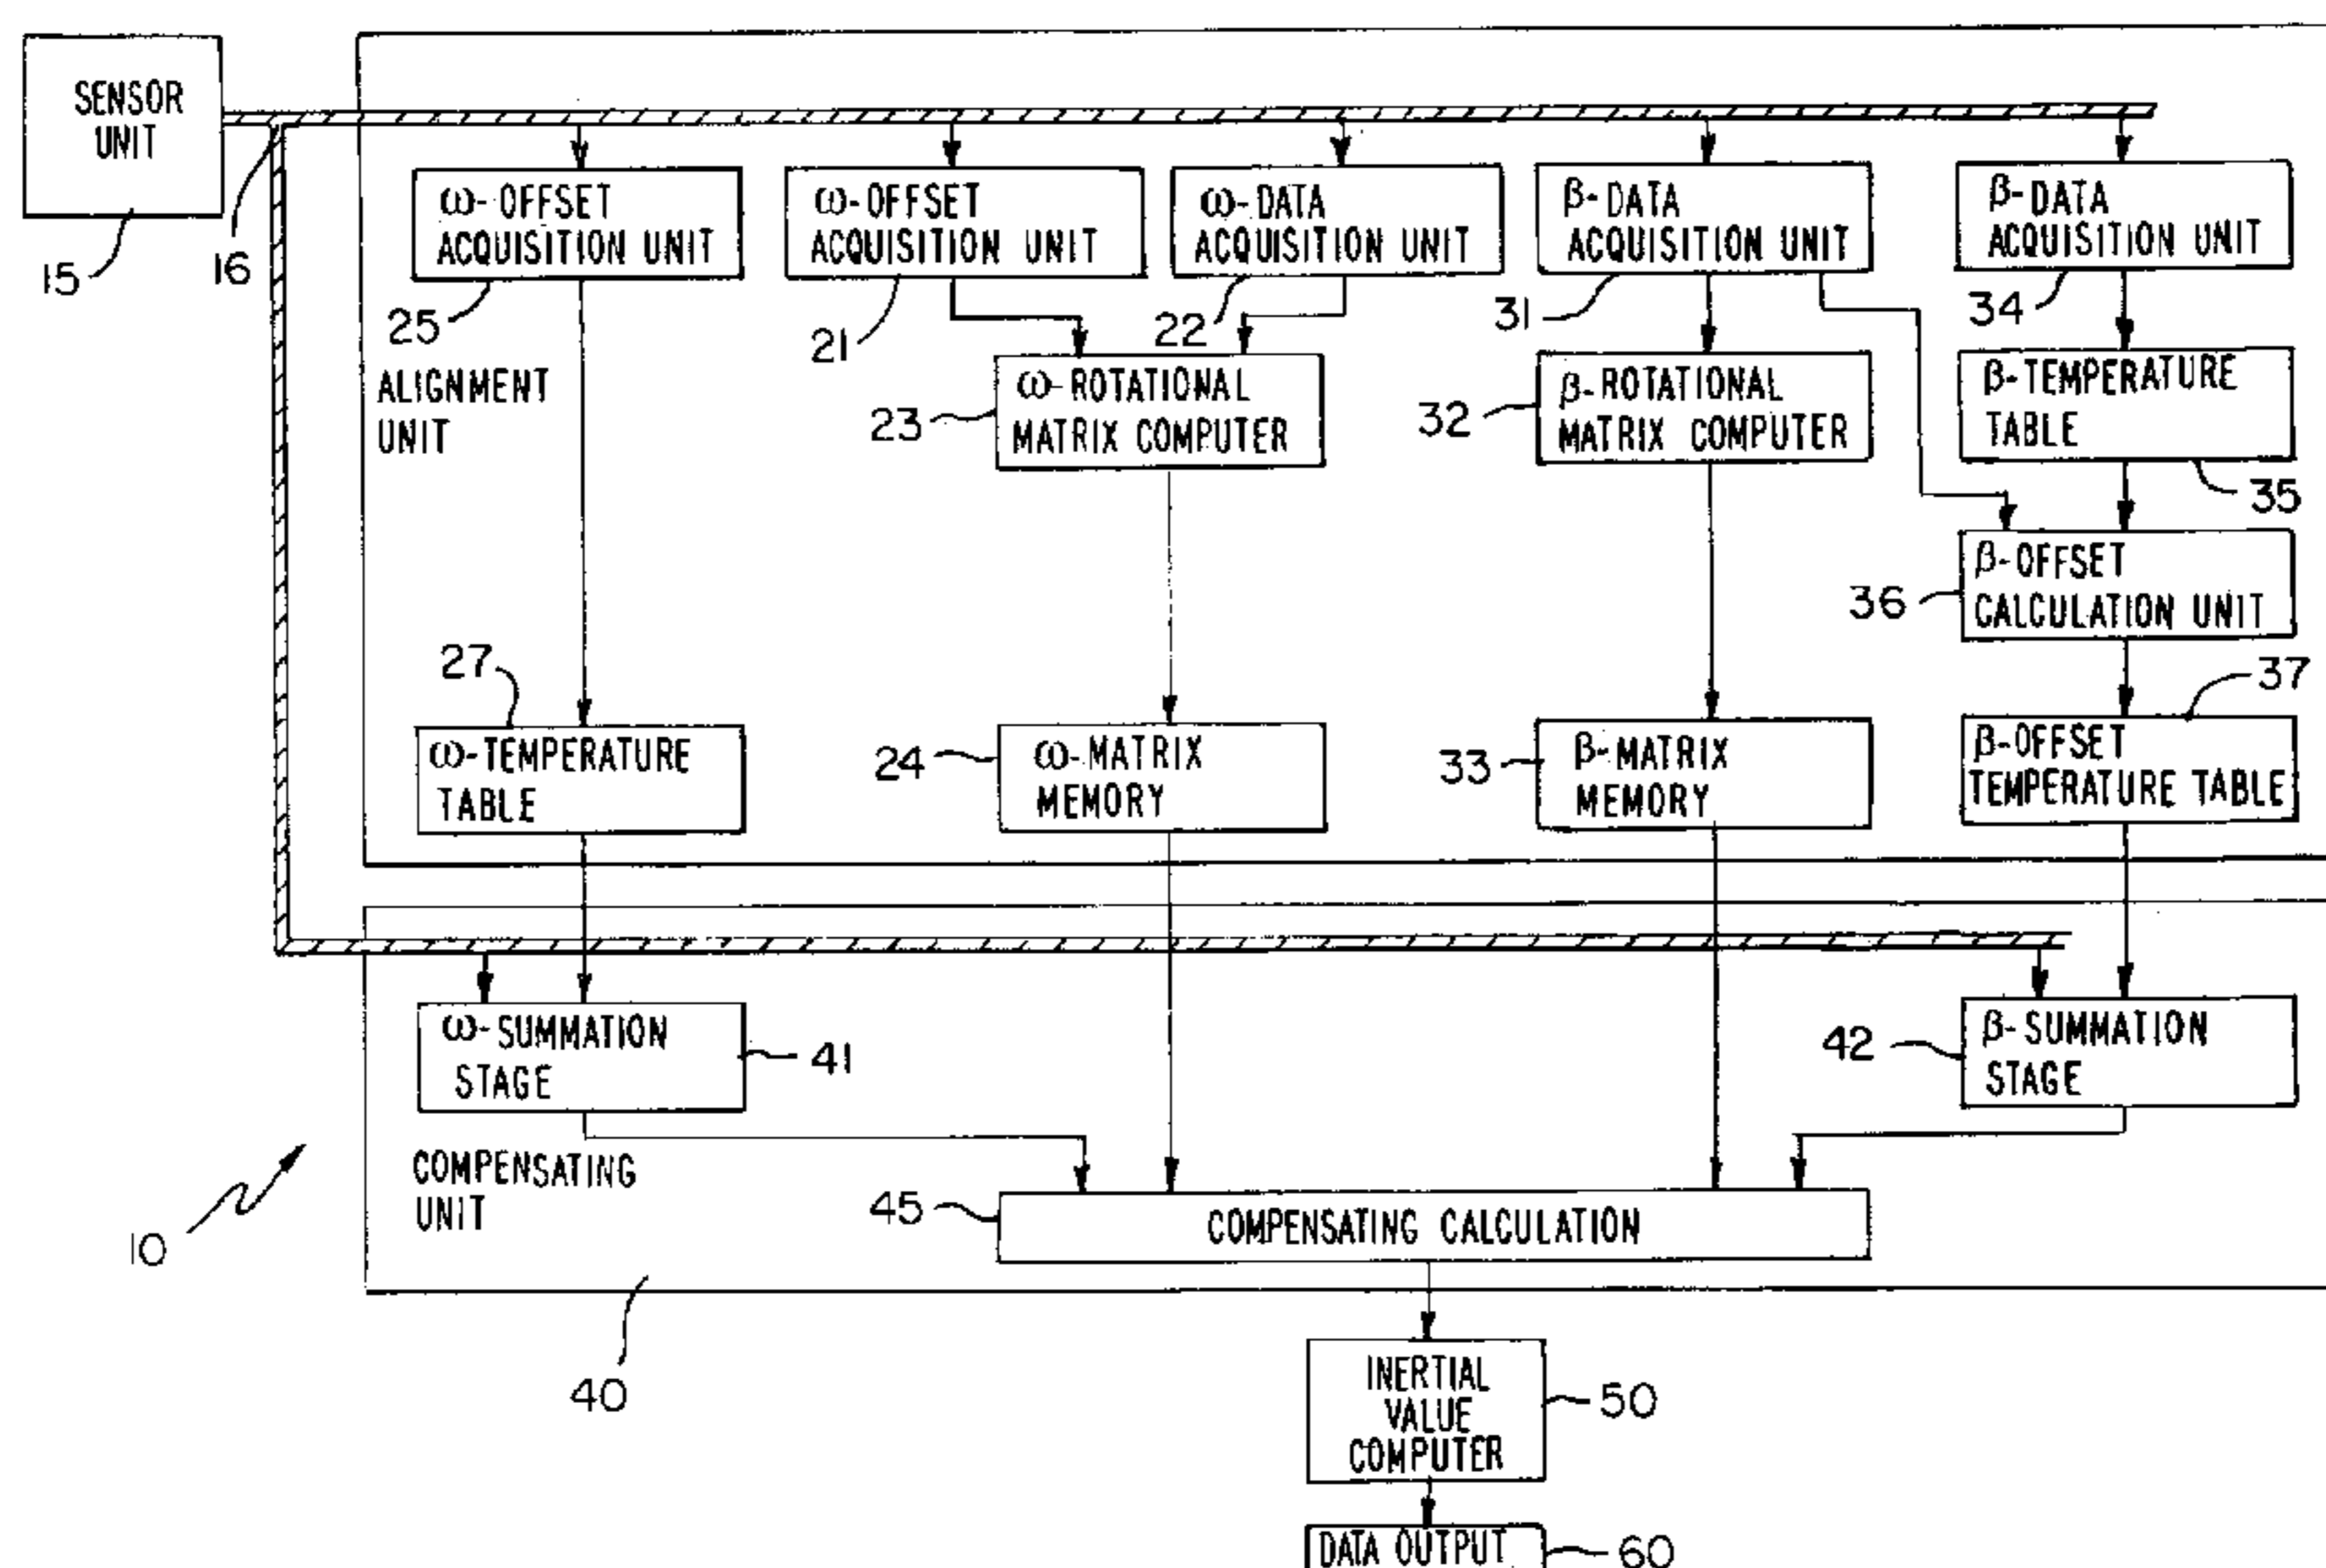 SENSOR
UNIT
15
16
ω-OFFSET
ACQUISITION UNIT
25
ω-OFFSET
ACQUISITION UNIT
21
ω-DATA
ACQUISITION UNIT
22
β-DATA
ACQUISITION UNIT
31
β-DATA
ACQUISITION UNIT
34
ALIGNMENT
UNIT
23
ω-ROTATIONAL
MATRIX COMPUTER
32
β-ROTATIONAL
MATRIX COMPUTER
β-TEMPERATURE
TABLE
35
36
β-OFFSET
CALCULATION UNIT
27
ω-TEMPERATURE
TABLE
24
ω-MATRIX
MEMORY
33
β-MATRIX
MEMORY
37
β-OFFSET
TEMPERATURE TABLE
ω-SUMMATION
STAGE
41
42
β-SUMMATION
STAGE
COMPENSATING
UNIT
10
45
COMPENSATING CALCULATION
40
INERTIAL
VALUE
COMPUTER
50
DATA OUTPUT
60